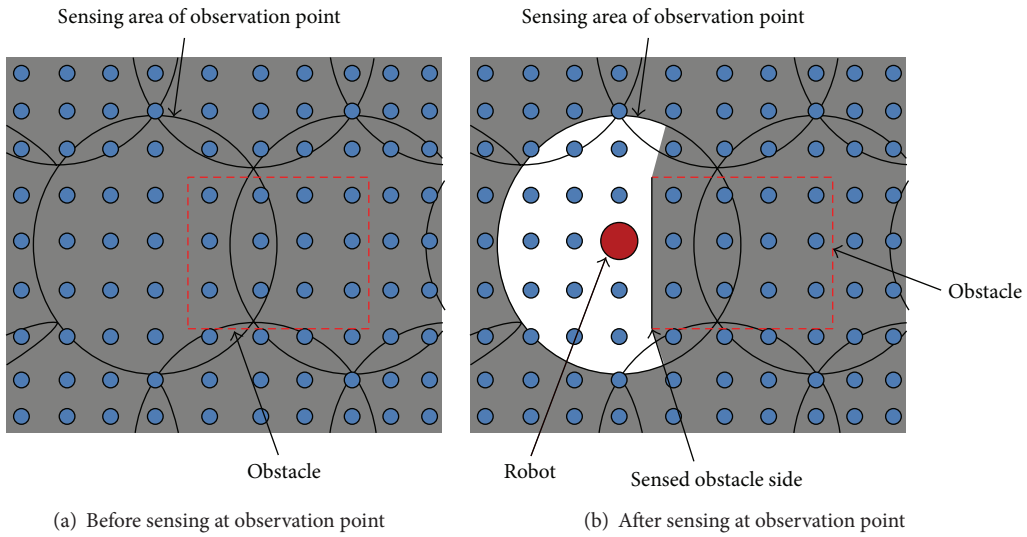 Sensing area of observation point
Sensing area of observation point
Obstacle
Obstacle
Robot
Sensed obstacle side
(a) Before sensing at observation point
(b) After sensing at observation point